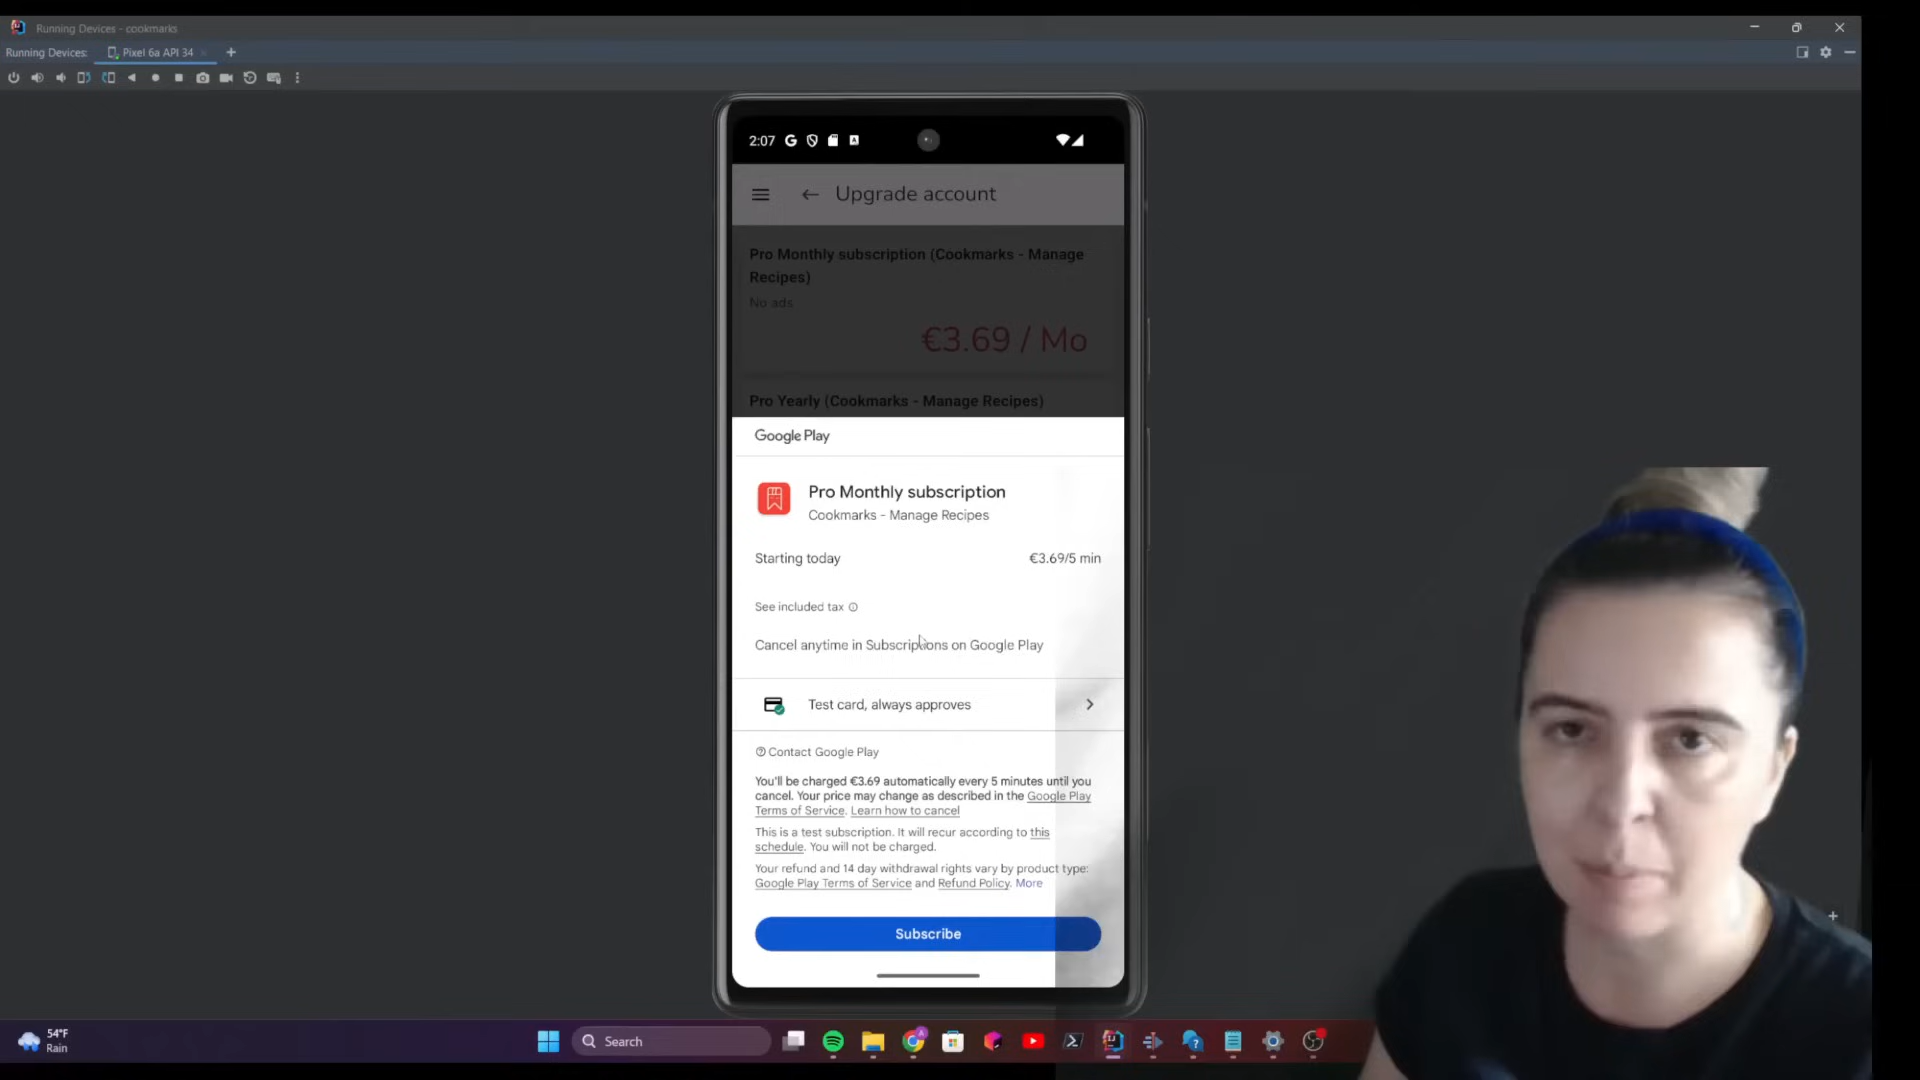 Running Devices - cookmarks
Running Devices:
Pixel 6a API 34
2:07
Upgrade account
Pro Monthly subscription (Cookmarks - Manage
Recipes)
No ads
€3.69 / Mo
Pro Yearly (Cookmarks - Manage Recipes)
Google Play
Pro Monthly subscription
Cookmarks - Manage Recipes
Starting today
€3.69/5 min
See included tax
Cancel anytime in Subscriptions on Google Play
Test card, always approves
Contact Google Play
You'll be charged €3.69 automatically every 5 minutes until you
cancel. Your price may change as described in the Google Play
Terms of Service. Learn how to cancel
This is a test subscription. It will recur according to this
schedule. You will not be charged.
Your refund and 14 day withdrawal rights vary by product type:
Google Play Terms of Service and Refund Policy. More
Subscribe
54°F
Rain
Search